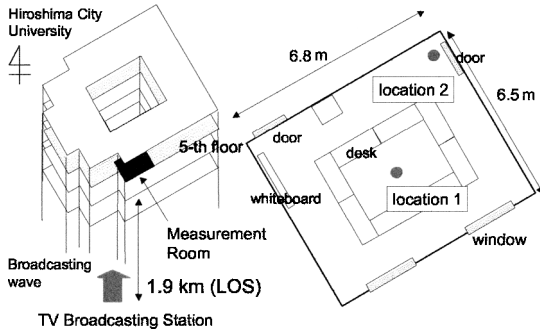 Hiroshima City
University
5-th floor
Measurement
Room
Broadcasting
wave
1.9 km (LOS)
TV Broadcasting Station
6.8 m
door
location 2
6.5 m
door
desk
whiteboard
location 1
window